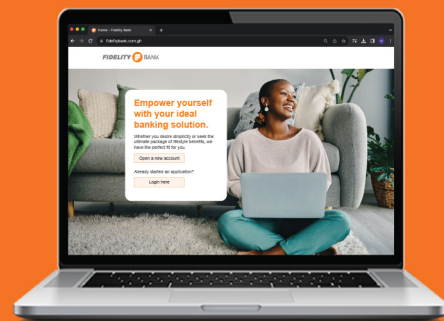 Home - Fidelity Bank
fidelitybank.com.gh
FIDELITY BANK
Empower yourself
with your ideal
banking solution.
Whether you desire simplicity or seek the
ultimate package of lifestyle benefits, we
have the perfect fit for you.
Open a new account
Already started an application?
Login here